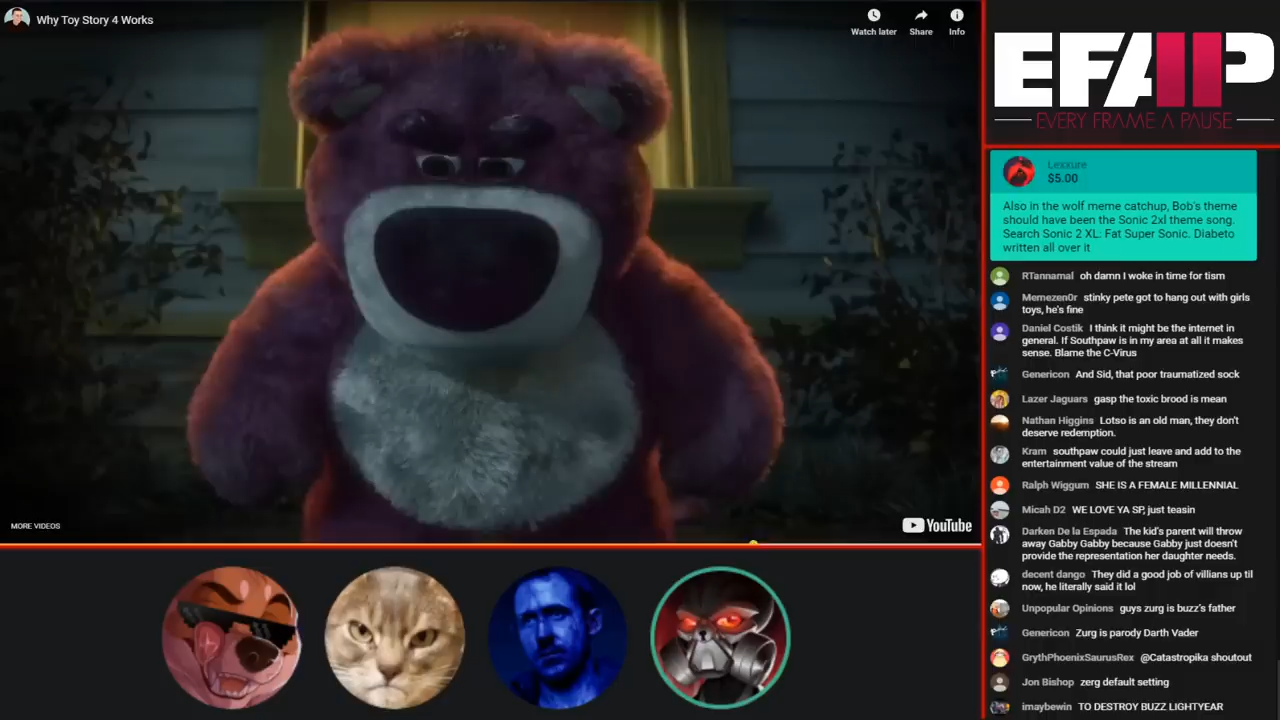 Why Toy Story 4 Works
Watch later
Share
Info
MORE VIDEOS
YouTube
EFAP
EVERY FRAME A PAUSE
Lexxure
$5.00
Also in the wolf meme catchup, Bob's theme
should have been the Sonic 2xl theme song.
Search Sonic 2 XL: Fat Super Sonic. Diabeto
written all over it
RTannamal oh damn I woke in time for tism
Memezen0r stinky pete got to hang out with girls
toys, he's fine
Daniel Costik I think it might be the internet in
general. If Southpaw is in my area at all it makes
sense. Blame the C-Virus
Genericon And Sid, that poor traumatized sock
Lazer Jaguars gasp the toxic brood is mean
Nathan Higgins Lotso is an old man, they don't
deserve redemption.
Kram southpaw could just leave and add to the
entertainment value of the stream
Ralph Wiggum SHE IS A FEMALE MILLENNIAL
Micah D2 WE LOVE YA SP, just teasin
Darken De la Espada The kid's parent will throw
away Gabby Gabby because Gabby just doesn't
provide the representation her daughter needs.
decent dango They did a good job of villians up til
now, he literally said it lol
Unpopular Opinions guys zurg is buzz's father
Genericon Zurg is parody Darth Vader
GrythPhoenixSaurusRex @Catastropika shoutout
Jon Bishop zerg default setting
imaybewin TO DESTROY BUZZ LIGHTYEAR